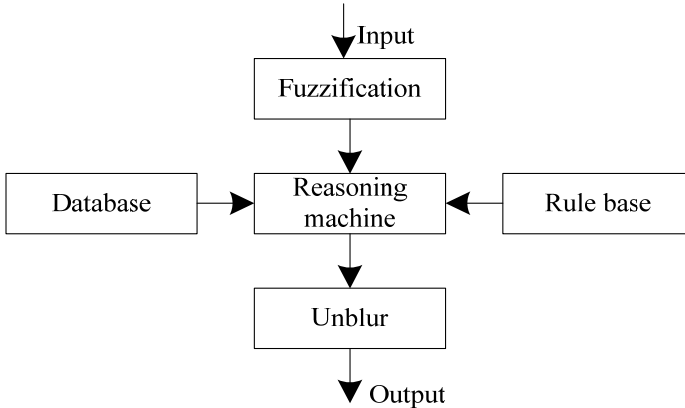 Input
Fuzzification
Database
Reasoning
machine
Rule base
Unblur
Output